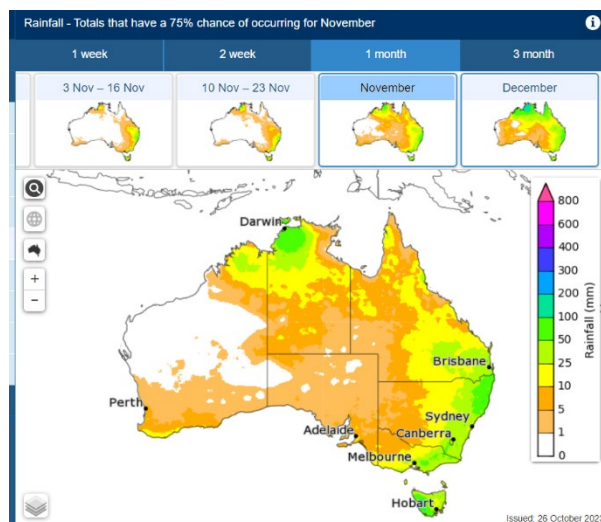 Rainfall - Totals that have a 75% chance of occurring for November
i
1 week
2 week
1 month
3 month
3 Nov – 16 Nov
10 Nov – 23 Nov
November
December
+
−
Darwin
Brisbane
Perth
Sydney
Adelaide
Canberra
Melbourne
Hobart
800
600
400
300
200
100
50
25
10
5
1
0
Rainfall (mm)
Issued: 26 October 2023